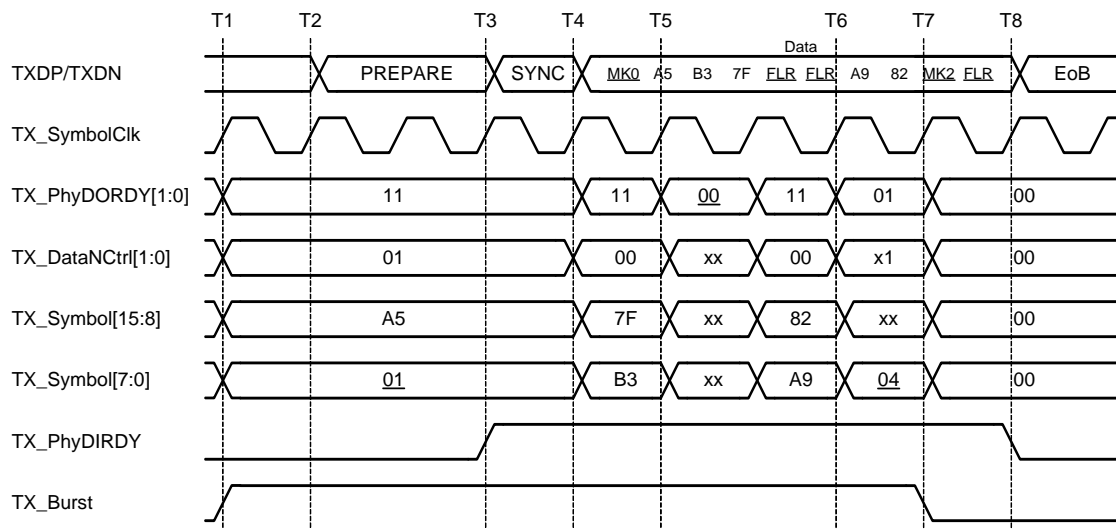 T1 T2 T3 T4 T5 T6 T7 T8
Data
TXDP/TXDN PREPARE SYNC MK0 A5 B3 7F FLR FLR A9 82 MK2 FLR EoB
TX_SymbolClk
TX_PhyDORDY[1:0] 11 11 00 11 01 00
TX_DataNCtrl[1:0] 01 00 xx 00 x1 00
TX_Symbol[15:8] A5 7F xx 82 xx 00
TX_Symbol[7:0] 01 B3 xx A9 04 00
TX_PhyDIRDY
TX_Burst